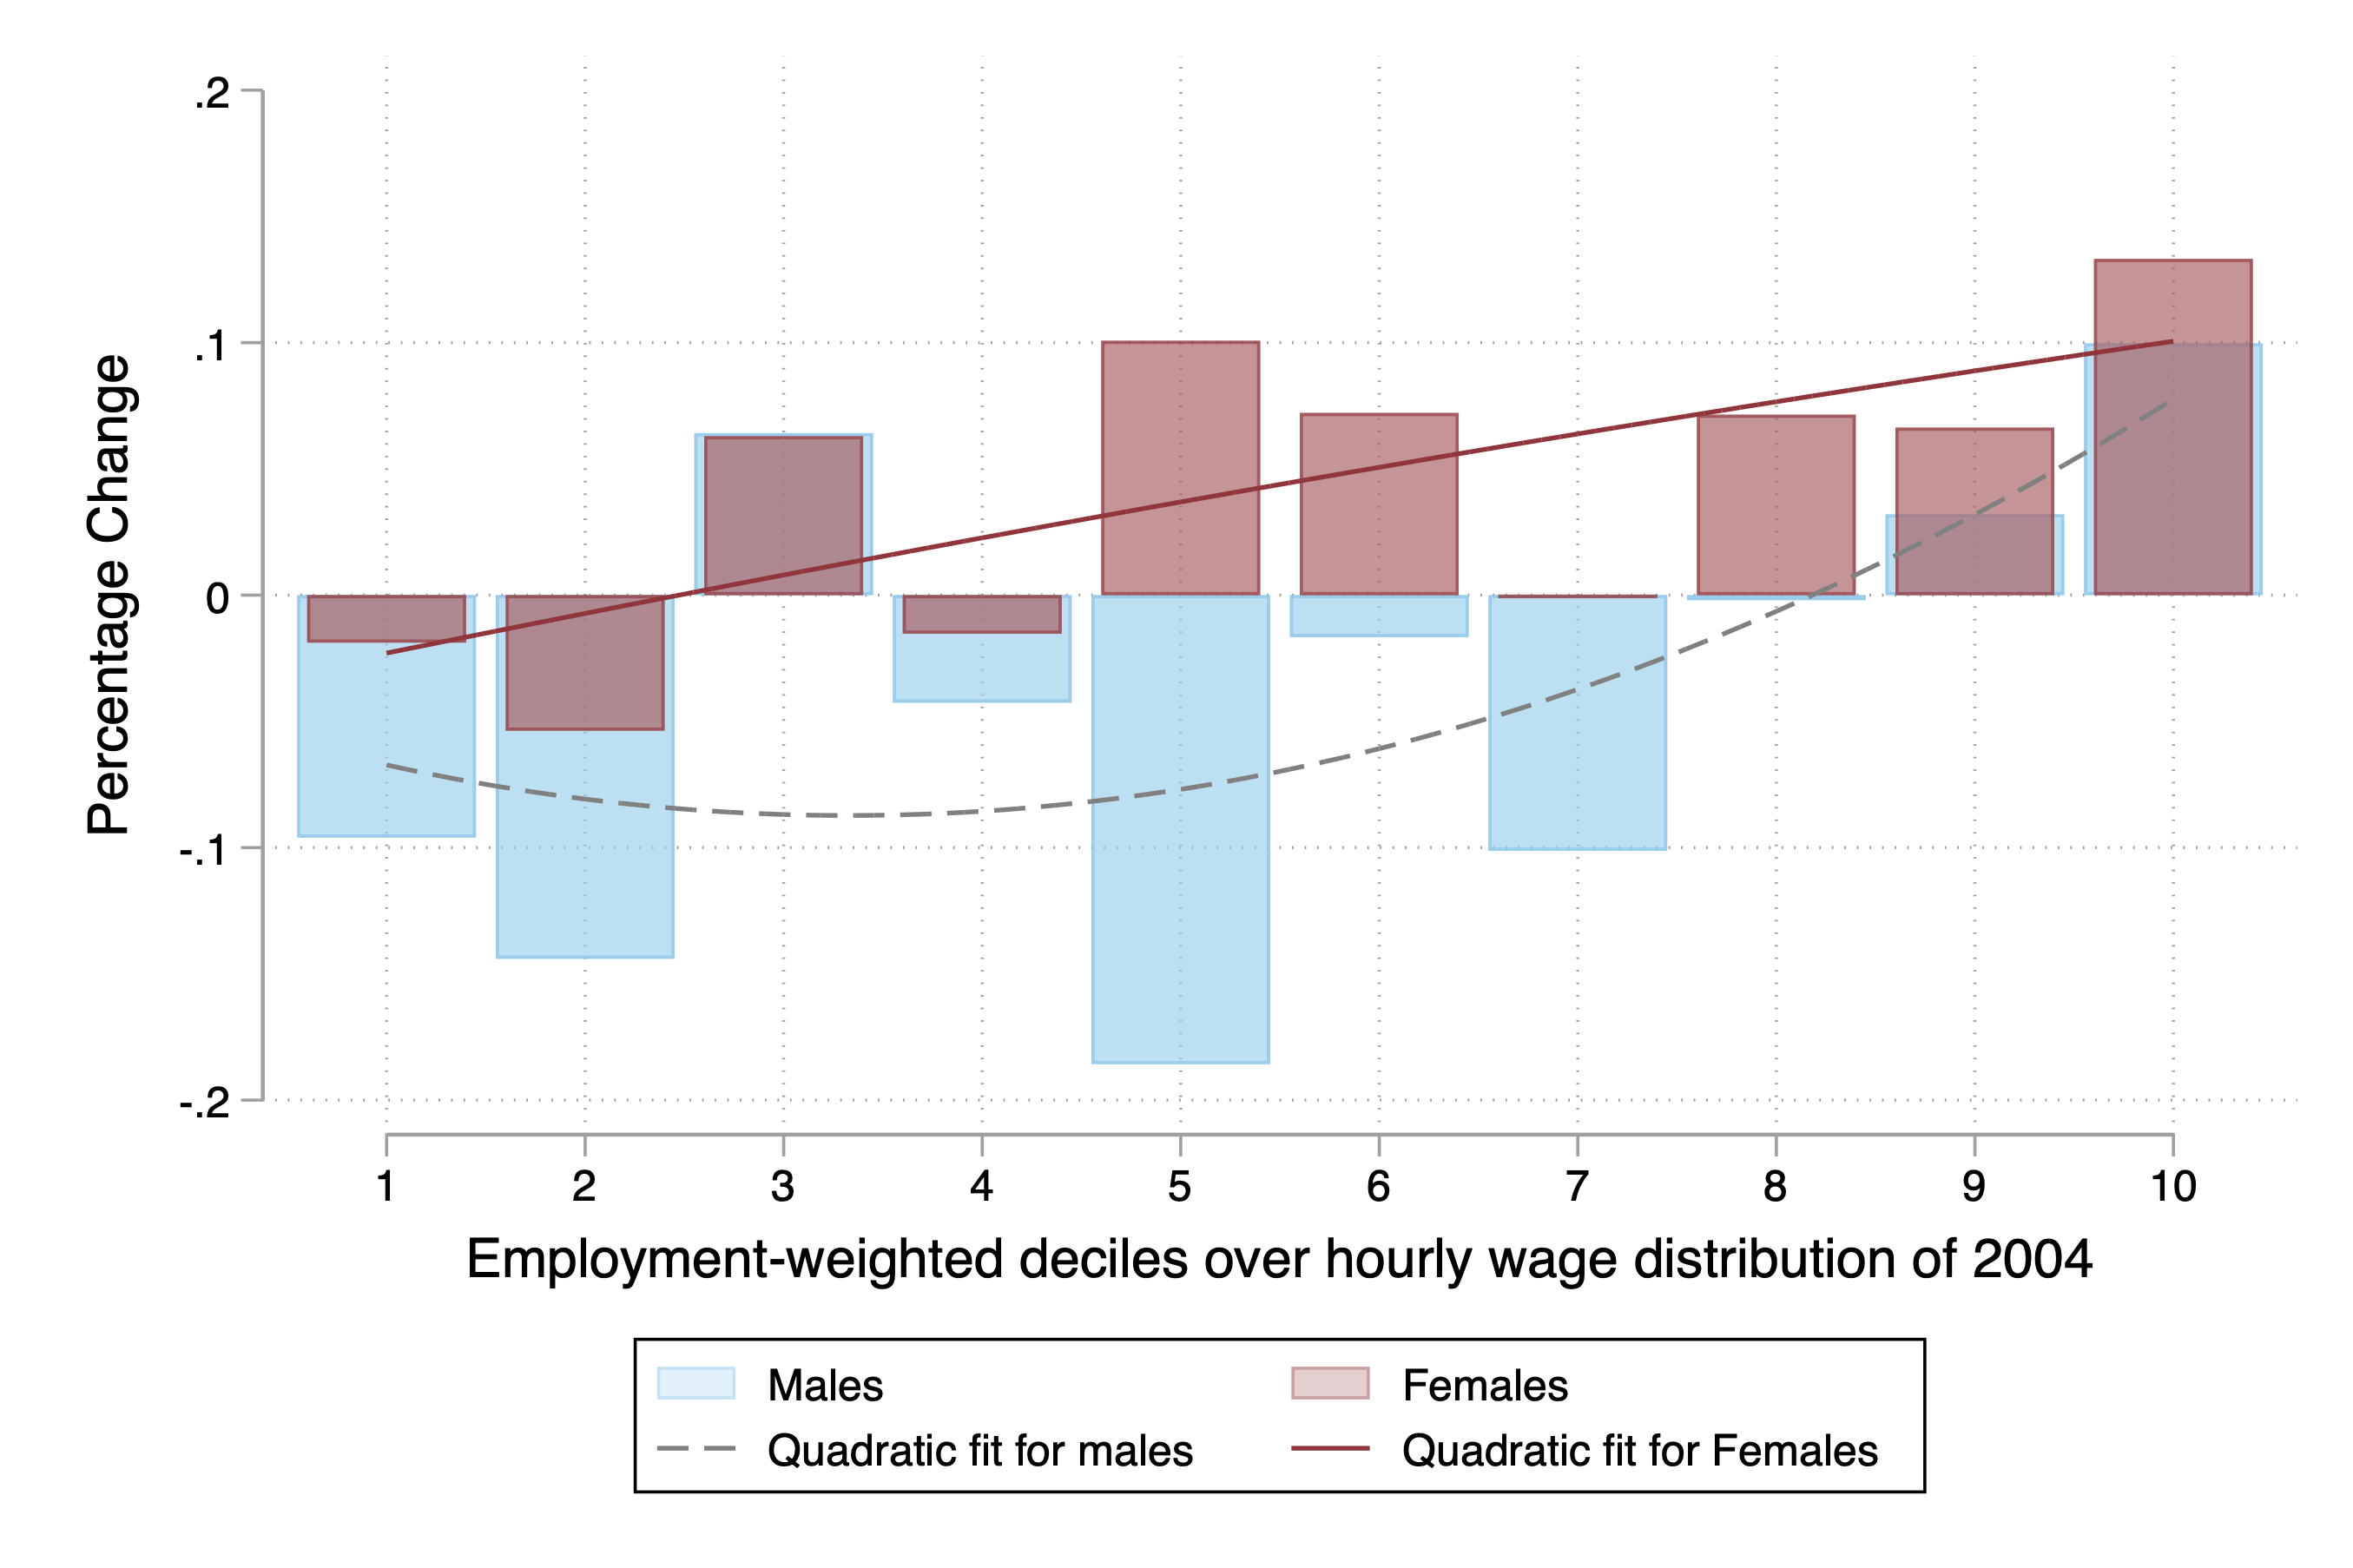 Percentage Change
.2
.1
0
-.1
-.2
1 2 3 4 5 6 7 8 9 10
Employment-weighted deciles over hourly wage distribution of 2004
Males Females
Quadratic fit for males Quadratic fit for Females